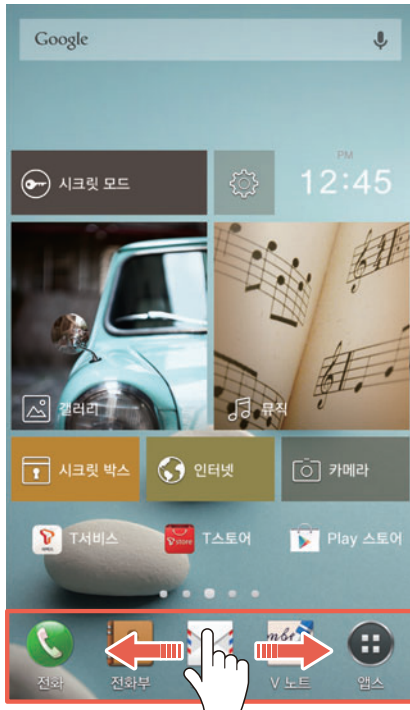 Google
시크릿 모드
PM
12:45
갤러리
뮤직
시크릿 박스
인터넷
카메라
T서비스
Tstore
T스토어
Play 스토어
전화
전화부
V 노트
앱스